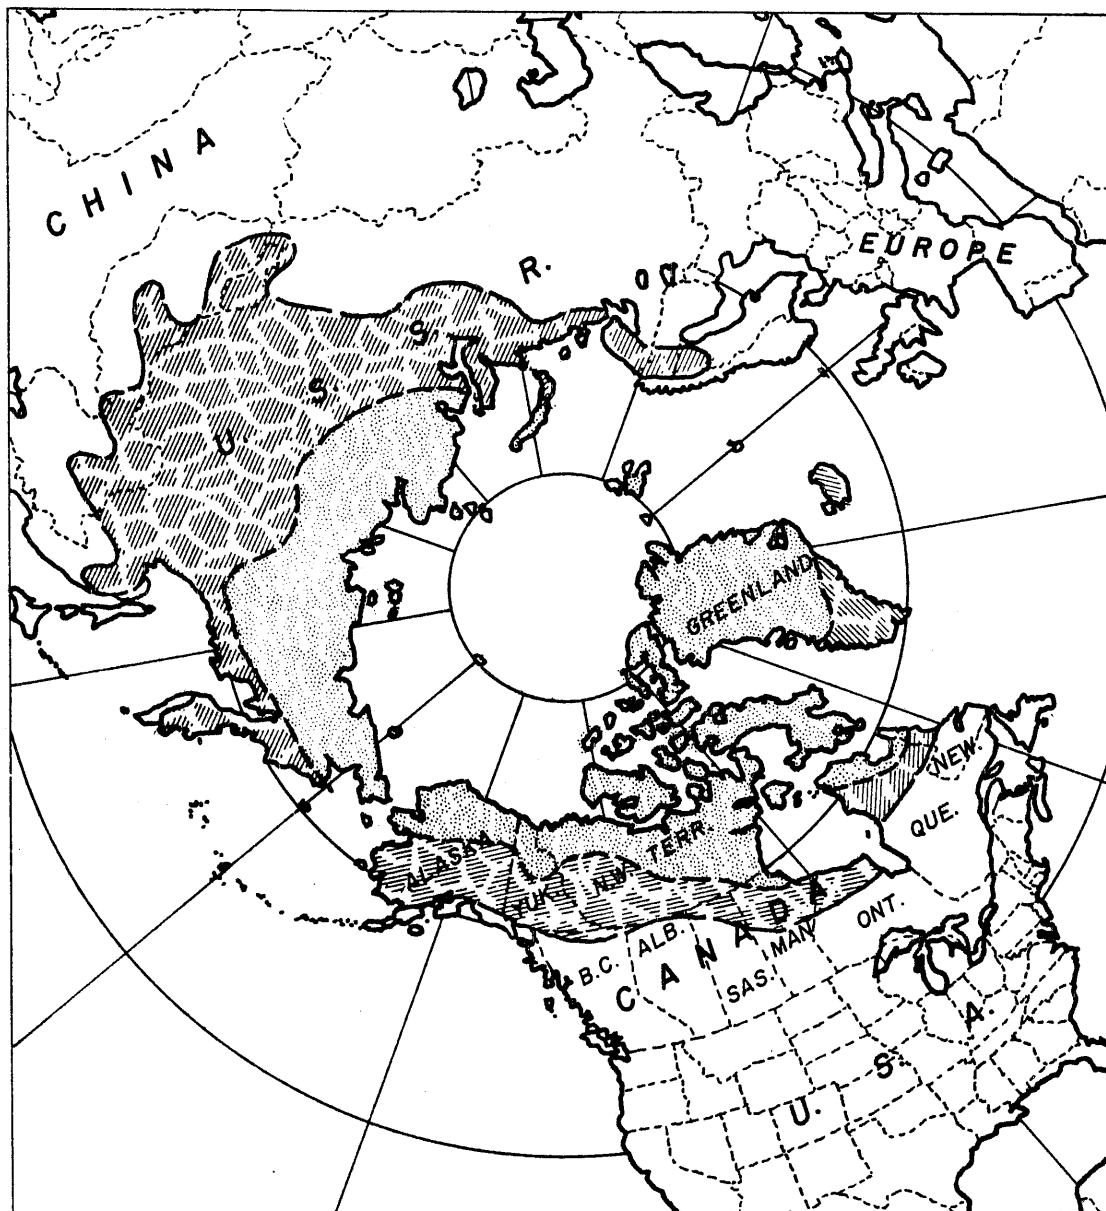 CHINA
EUROPE
U. S. S. R.
GREENLAND
ALASKA
YUK.
N.W. TERR.
NEW.
QUE.
ONT.
CANADA
B.C.
ALB.
SAS.
MAN.
U. S. A.